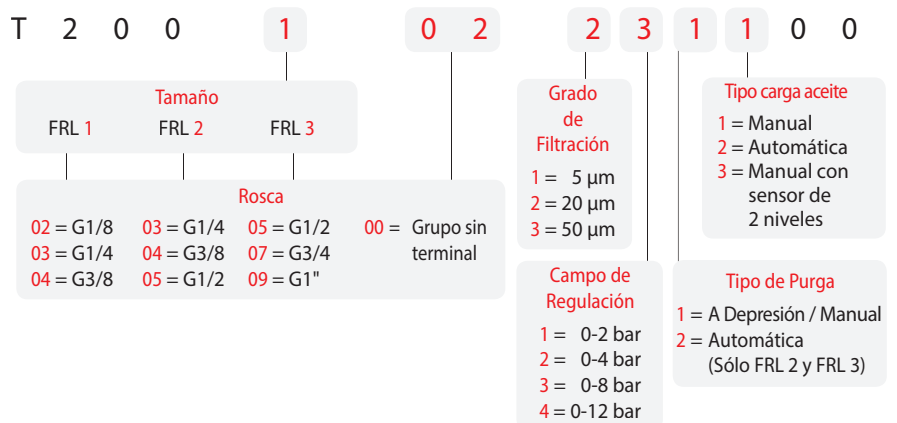 T 2 0 0 1 0 2 2 3 1 1 0 0
Tamaño
FRL 1 FRL 2 FRL 3
Rosca
02 = G1/8 03 = G1/4 05 = G1/2 00 = Grupo sin
03 = G1/4 04 = G3/8 07 = G3/4 terminal
04 = G3/8 05 = G1/2 09 = G1"
Grado
de
Filtración
1 = 5 µm
2 = 20 µm
3 = 50 µm
Campo de
Regulación
1 = 0-2 bar
2 = 0-4 bar
3 = 0-8 bar
4 = 0-12 bar
Tipo carga aceite
1 = Manual
2 = Automática
3 = Manual con
sensor de
2 niveles
Tipo de Purga
1 = A Depresión / Manual
2 = Automática
(Sólo FRL 2 y FRL 3)